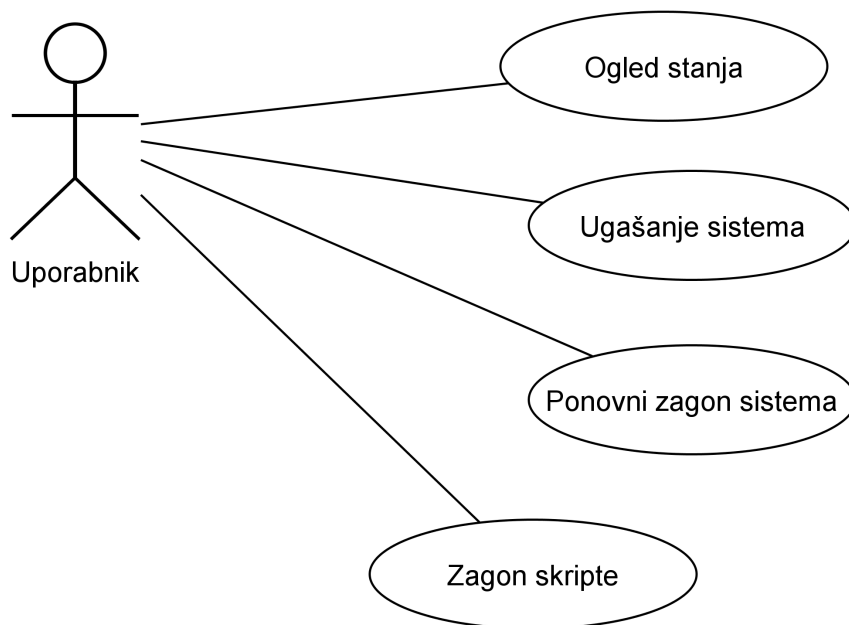 Ogled stanja
Ugašanje sistema
Uporabnik
Ponovni zagon sistema
Zagon skripte